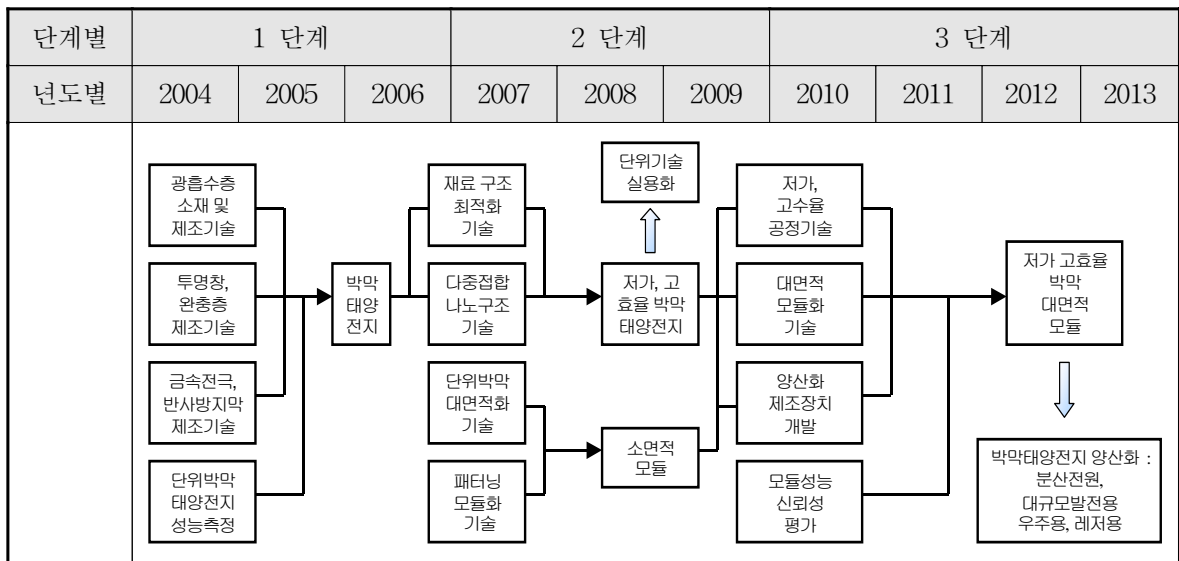 단계별 1 단계 2 단계 3 단계
년도별 2004 2005 2006 2007 2008 2009 2010 2011 2012 2013
광흡수층
소재 및
제조기술
투명창,
완충층
제조기술
금속전극,
반사방지막
제조기술
단위박막
태양전지
성능측정
박막
태양
전지
재료 구조
최적화
기술
다중접합
나노구조
기술
단위박막
대면적화
기술
패터닝
모듈화
기술
단위기술
실용화
저가, 고
효율 박막
태양전지
소면적
모듈
저가,
고수율
공정기술
대면적
모듈화
기술
양산화
제조장치
개발
모듈성능
신뢰성
평가
저가 고효율
박막
대면적
모듈
박막태양전지 양산화 :
분산전원,
대규모발전용
우주용, 레저용